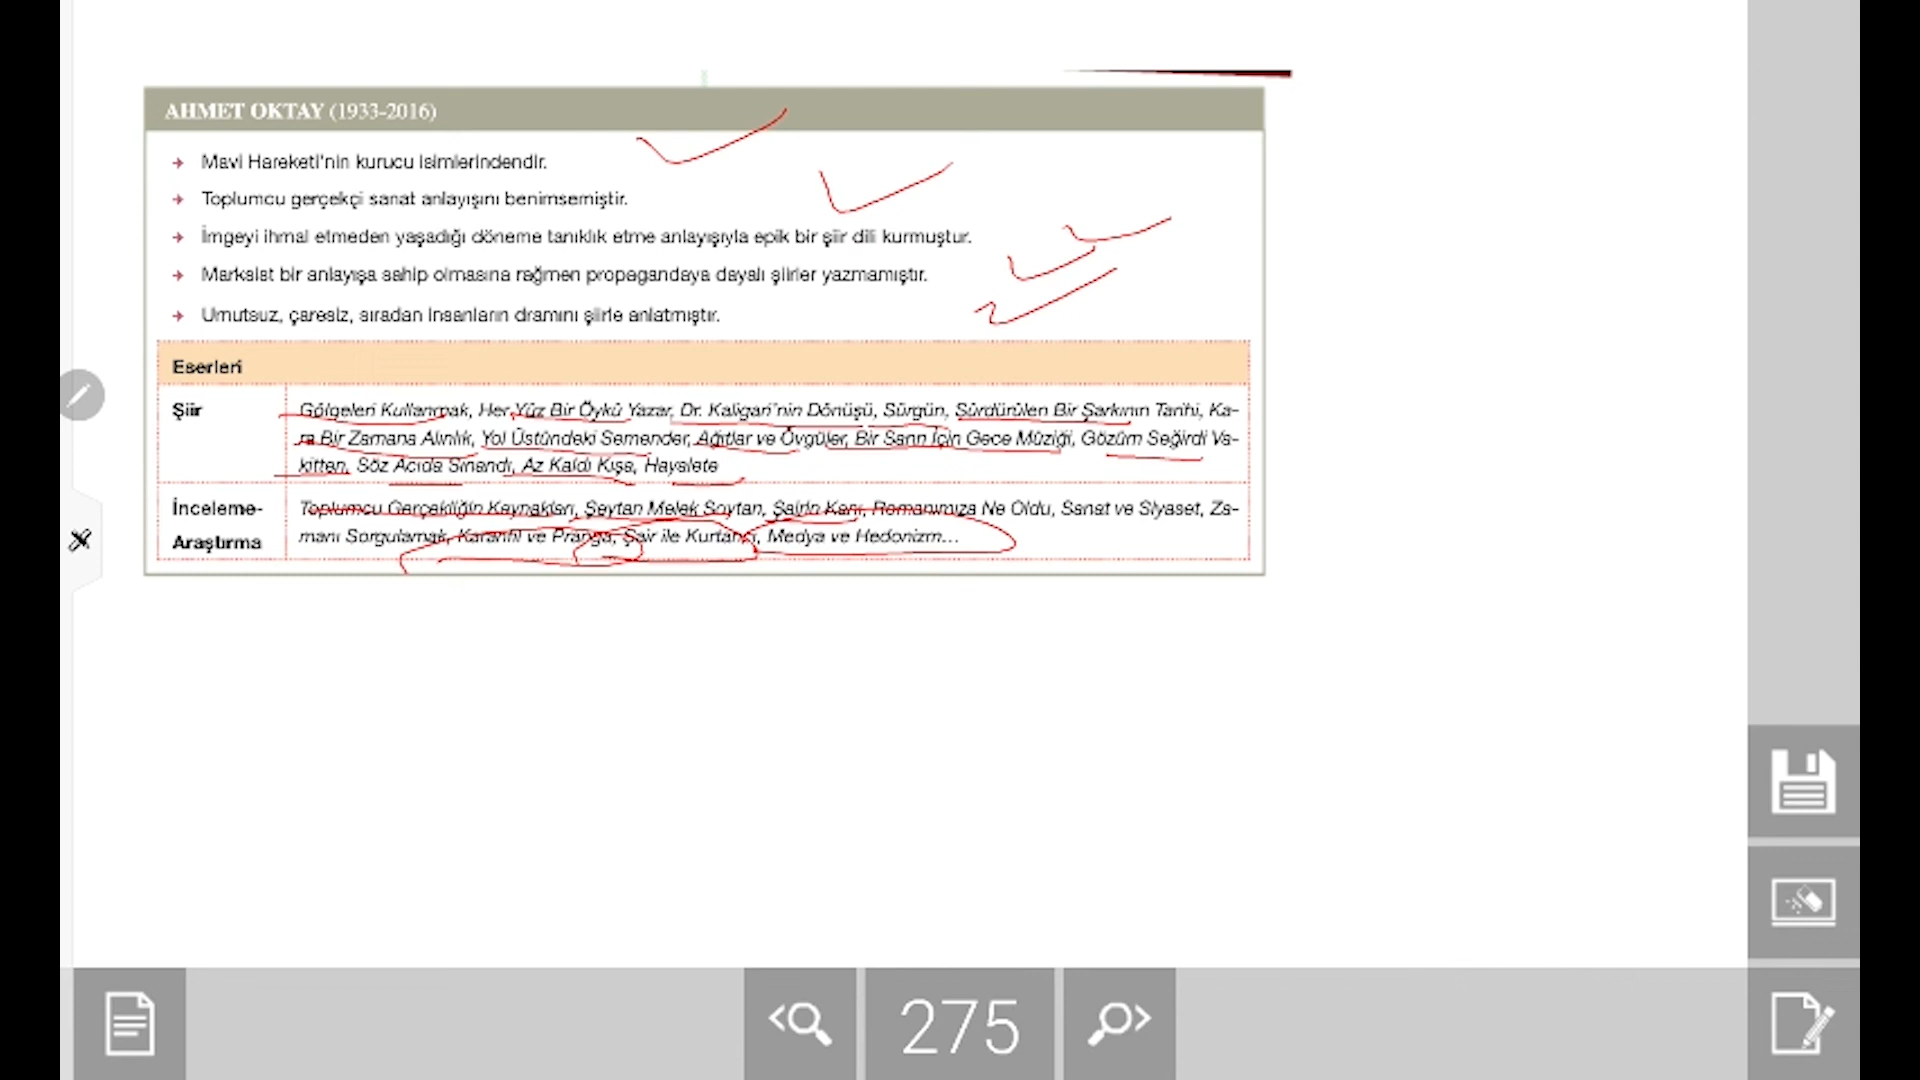 AHMET OKTAY (1933-2016)
Mavi Hareketi'nin kurucu isimlerindendir.
Toplumcu gerçekçi sanat anlayışını benimsemiştir.
İmgeyi ihmal etmeden yaşadığı döneme tanıklık etme anlayışıyla epik bir şiir dili kurmuştur.
Marksist bir anlayışa sahip olmasına rağmen propagandaya dayalı şiirler yazmamıştır.
Umutsuz, çaresiz, sıradan insanların dramını şiirle anlatmıştır.
Eserleri
Şiir
Gölgeleri Kullanmak, Her Yüz Bir Öykü Yazar, Dr. Kaligari'nin Dönüşü, Sürgün, Sürdürülen Bir Şarkının Tarihi, Ka-
ra Bir Zamana Alınlık, Yol Üstündeki Semender, Ağıtlar ve Övgüler, Bir Sanrı İçin Gece Müziği, Gözüm Seğirdi Va-
kitten, Söz Acıda Sınandı, Az Kaldı Kışa, Hayalete
İnceleme-
Araştırma
Toplumcu Gerçekliğin Kaynakları, Şeytan Melek Soytarı, Şairin Kanı, Romanımıza Ne Oldu, Sanat ve Siyaset, Za-
manı Sorgulamak, Karanfil ve Pranga, Şair ile Kurtarıcı, Medya ve Hedonizm...
275